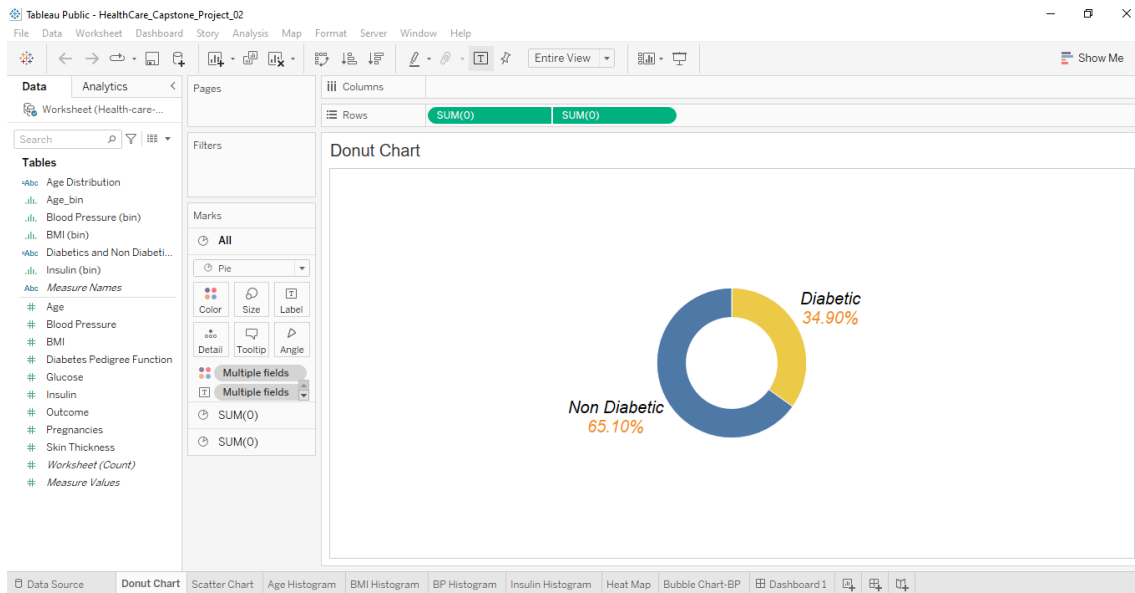 Tableau Public - HealthCare_Capstone_Project_02
File Data Worksheet Dashboard Story Analysis Map Format Server Window Help
Entire View
Show Me
Data Analytics
Worksheet (Health-care-...
Search
Tables
Abc Age Distribution
Age_bin
Blood Pressure (bin)
BMI (bin)
Abc Diabetics and Non Diabeti...
Insulin (bin)
Abc Measure Names
# Age
# Blood Pressure
# BMI
# Diabetes Pedigree Function
# Glucose
# Insulin
# Outcome
# Pregnancies
# Skin Thickness
# Worksheet (Count)
# Measure Values
Pages
Filters
Marks
All
Pie
Color Size Label
Detail Tooltip Angle
Multiple fields
Multiple fields
SUM(0)
SUM(0)
Columns
Rows SUM(0) SUM(0)
Donut Chart
Diabetic
34.90%
Non Diabetic
65.10%
Data Source Donut Chart Scatter Chart Age Histogram BMI Histogram BP Histogram Insulin Histogram Heat Map Bubble Chart-BP Dashboard 1